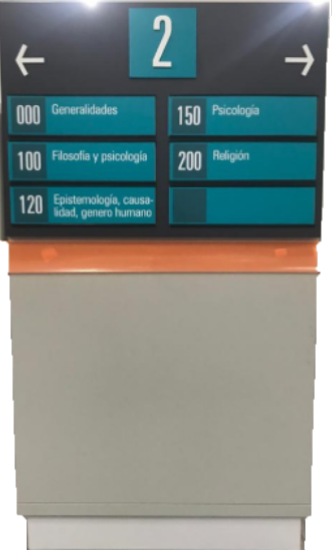 2
000 Generalidades
100 Filosofía y psicología
120 Epistemología, causa-
lidad, genero humano
150 Psicología
200 Religión